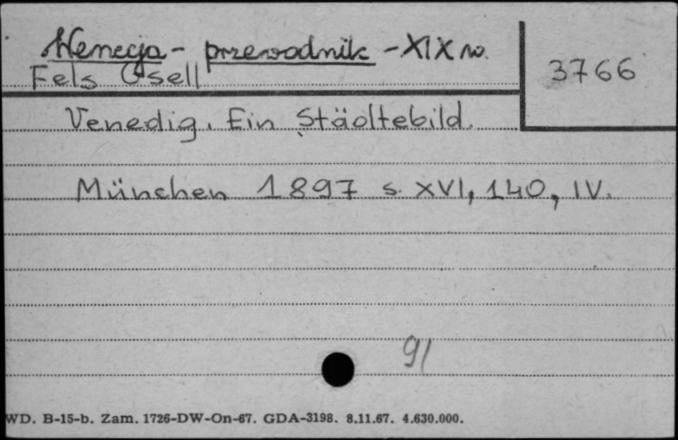 Wenecja - przewodnik - XIX w.
3766
Fels Gsell
Venedig. Ein Städtebild.
München 1897 s. XVI, 140, IV.
91
WD. B-15-b. Zam. 1726-DW-On-67. GDA-3198. 8.11.67. 4.630.000.